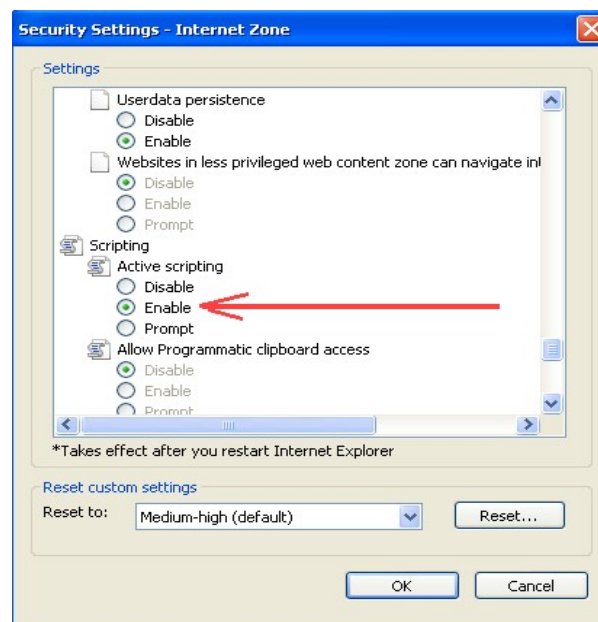 Security Settings - Internet Zone
Settings
Userdata persistence
Disable
Enable
Websites in less privileged web content zone can navigate in
Disable
Enable
Prompt
Scripting
Active scripting
Disable
Enable
Prompt
Allow Programmatic clipboard access
Disable
Enable
Prompt
*Takes effect after you restart Internet Explorer
Reset custom settings
Reset to:
Medium-high (default)
Reset...
OK
Cancel